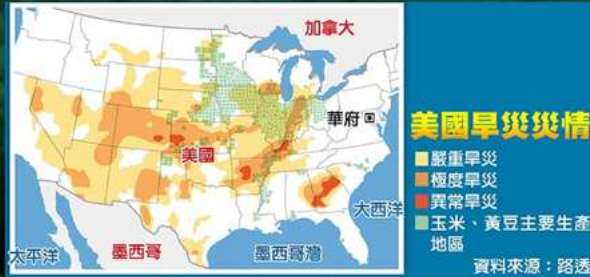 加拿大
華府
美國
大西洋
太平洋
墨西哥
墨西哥灣
美國旱災災情
嚴重旱災
極度旱災
異常旱災
玉米、黃豆主要生產
地區
資料來源：路透